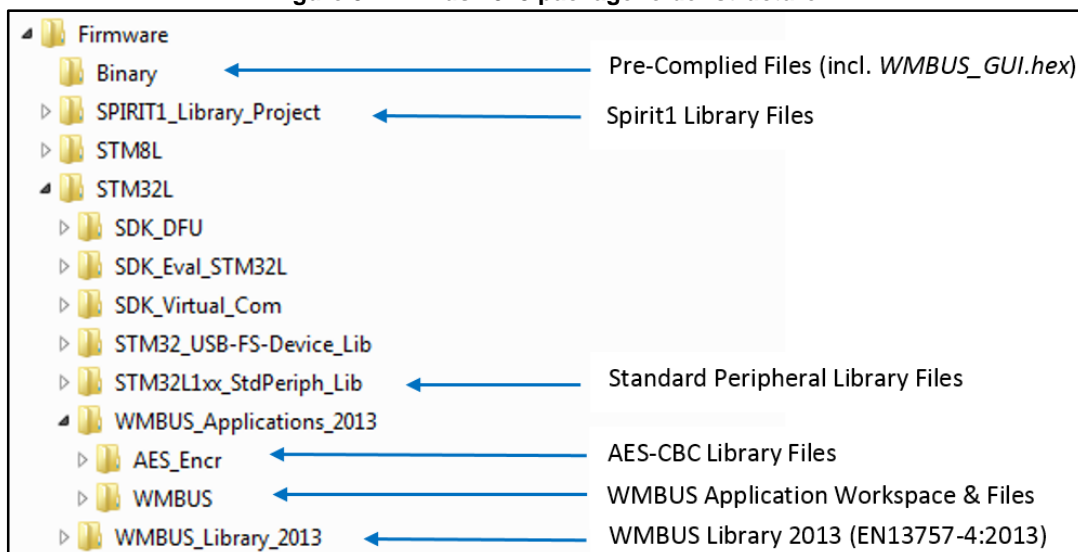 Firmware
Binary
Pre-Complied Files (incl. WMBUS_GUI.hex)
SPIRIT1_Library_Project
Spirit1 Library Files
STM8L
STM32L
SDK_DFU
SDK_Eval_STM32L
SDK_Virtual_Com
STM32_USB-FS-Device_Lib
STM32L1xx_StdPeriph_Lib
Standard Peripheral Library Files
WMBUS_Applications_2013
AES_Encr
AES-CBC Library Files
WMBUS
WMBUS Application Workspace & Files
WMBUS_Library_2013
WMBUS Library 2013 (EN13757-4:2013)